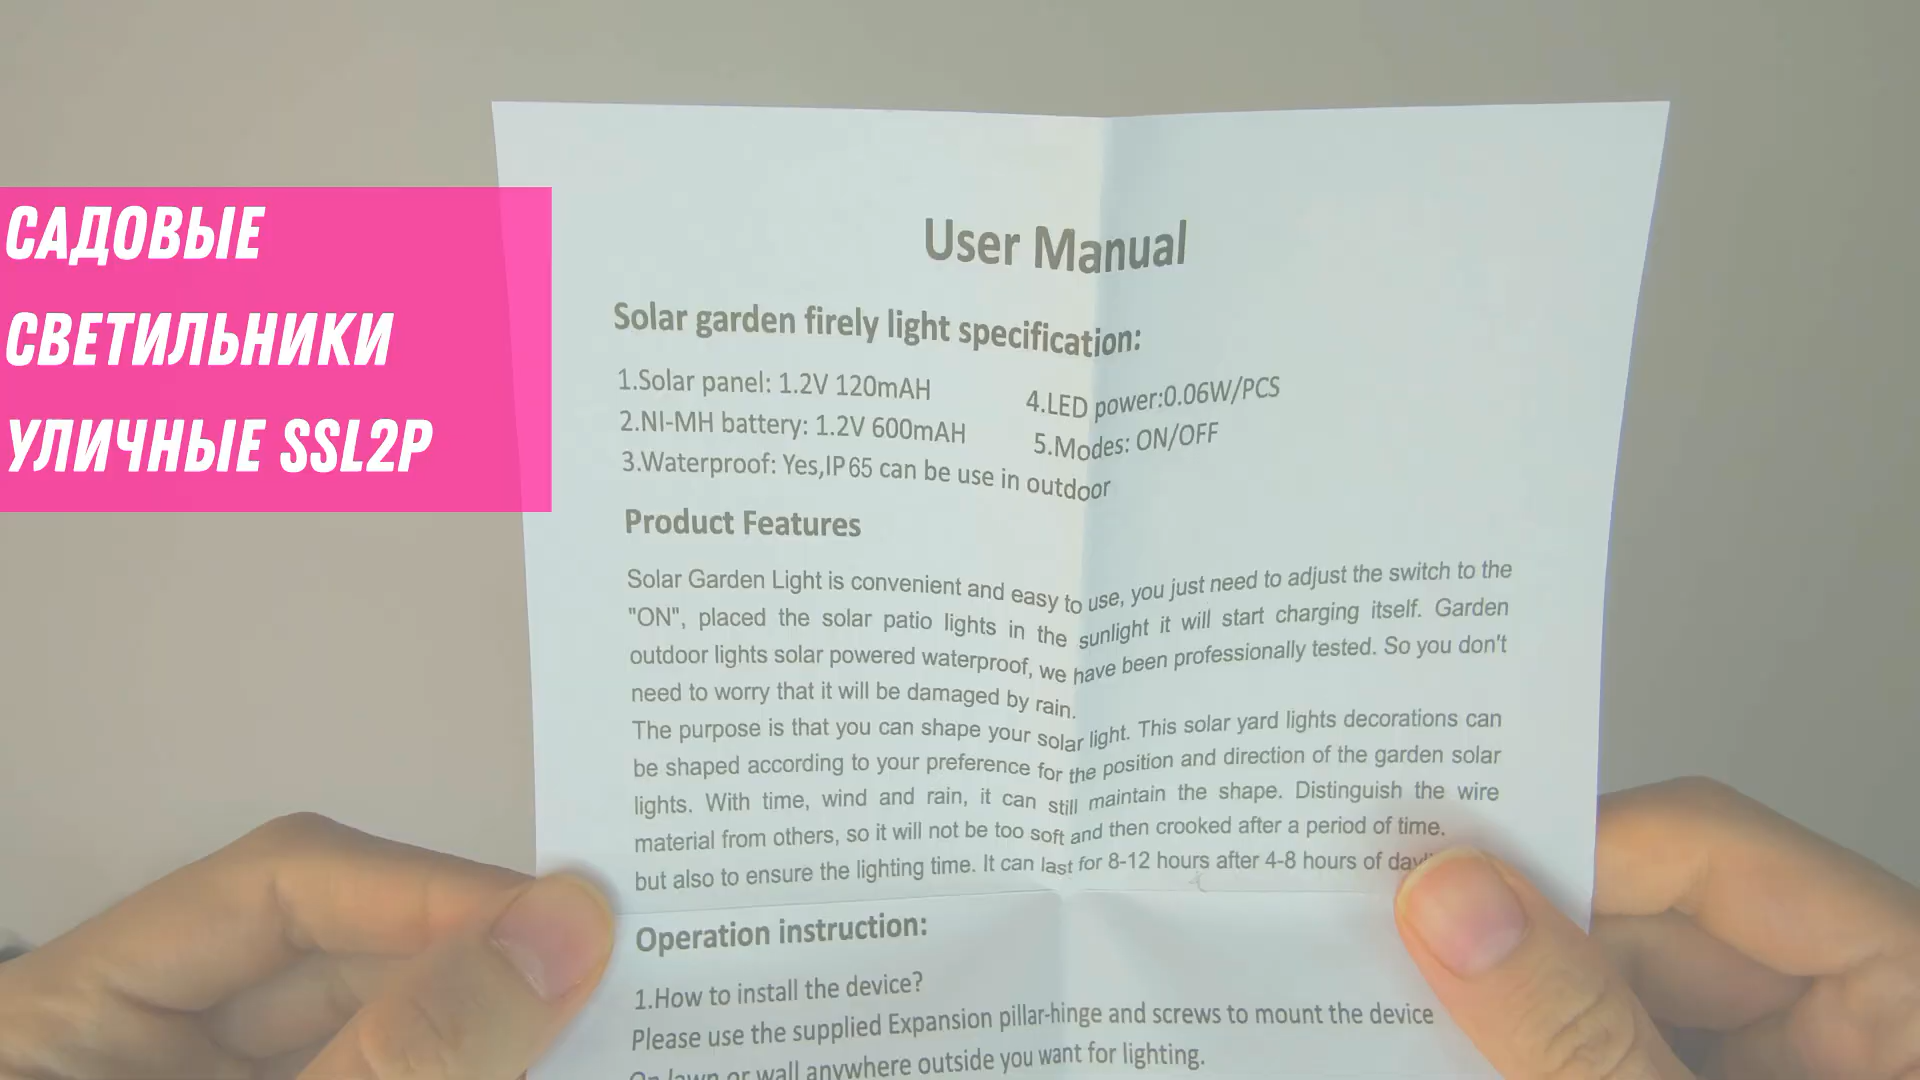 САДОВЫЕ
СВЕТИЛЬНИКИ
УЛИЧНЫЕ SSL2P
User Manual
Solar garden firely light specification:
1.Solar panel: 1.2V 120mAH
4.LED power:0.06W/PCS
2.NI-MH battery: 1.2V 600mAH
5.Modes: ON/OFF
3.Waterproof: Yes,IP65 can be use in outdoor
Product Features
Solar Garden Light is convenient and easy to use, you just need to adjust the switch to the
"ON", placed the solar patio lights in the sunlight it will start charging itself. Garden
outdoor lights solar powered waterproof, we have been professionally tested. So you don't
need to worry that it will be damaged by rain.
The purpose is that you can shape your solar light. This solar yard lights decorations can
be shaped according to your preference for the position and direction of the garden solar
lights. With time, wind and rain, it can still maintain the shape. Distinguish the wire
material from others, so it will not be too soft and then crooked after a period of time.
but also to ensure the lighting time. It can last for 8-12 hours after 4-8 hours of
Operation instruction:
1.How to install the device?
Please use the supplied Expansion pillar-hinge and screws to mount the device
On lawn or wall anywhere outside you want for lighting.